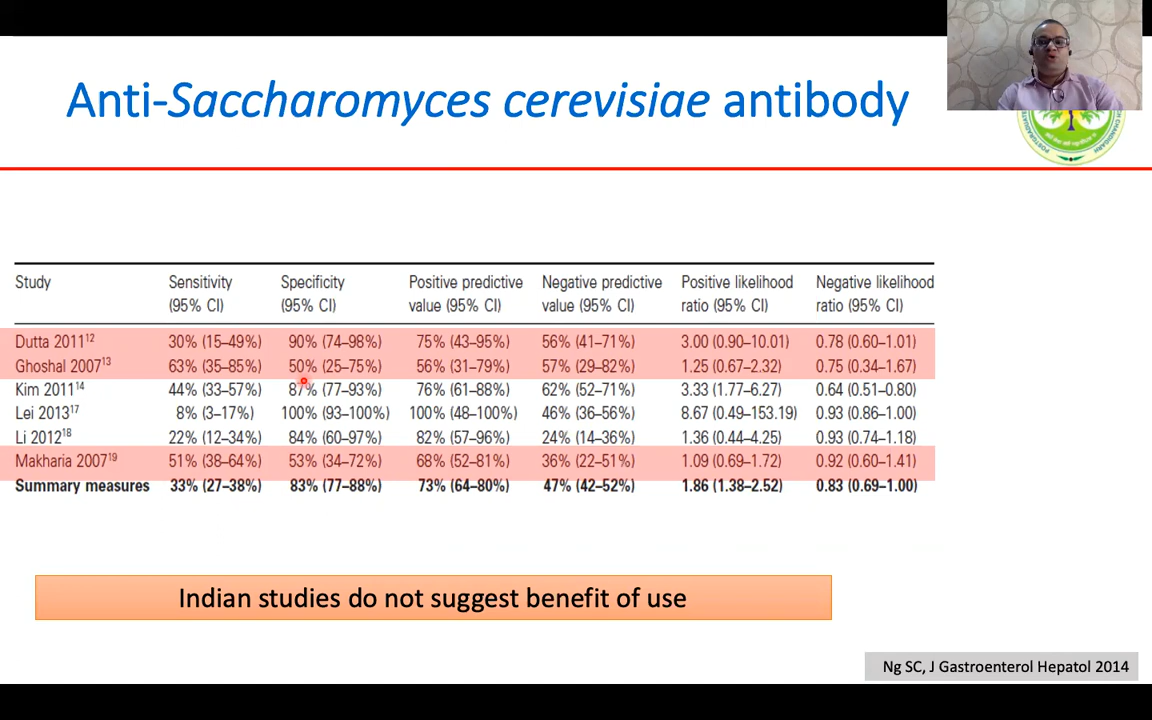 Anti-Saccharomyces cerevisiae antibody
Study Sensitivity (95% CI) Specificity (95% CI) Positive predictive value (95% CI) Negative predictive value (95% CI) Positive likelihood ratio (95% CI) Negative likelihood ratio (95% CI)
Dutta 2011¹² 30% (15–49%) 90% (74–98%) 75% (43–95%) 56% (41–71%) 3.00 (0.90–10.01) 0.78 (0.60–1.01)
Ghoshal 2007¹³ 63% (35–85%) 50% (25–75%) 56% (31–79%) 57% (29–82%) 1.25 (0.67–2.32) 0.75 (0.34–1.67)
Kim 2011¹⁴ 44% (33–57%) 87% (77–93%) 76% (61–88%) 62% (52–71%) 3.33 (1.77–6.27) 0.64 (0.51–0.80)
Lei 2013¹⁷ 8% (3–17%) 100% (93–100%) 100% (48–100%) 46% (36–56%) 8.67 (0.49–153.19) 0.93 (0.86–1.00)
Li 2012¹⁸ 22% (12–34%) 84% (60–97%) 82% (57–96%) 24% (14–36%) 1.36 (0.44–4.25) 0.93 (0.74–1.18)
Makharia 2007¹⁹ 51% (38–64%) 53% (34–72%) 68% (52–81%) 36% (22–51%) 1.09 (0.69–1.72) 0.92 (0.60–1.41)
Summary measures 33% (27–38%) 83% (77–88%) 73% (64–80%) 47% (42–52%) 1.86 (1.38–2.52) 0.83 (0.69–1.00)
Indian studies do not suggest benefit of use
Ng SC, J Gastroenterol Hepatol 2014